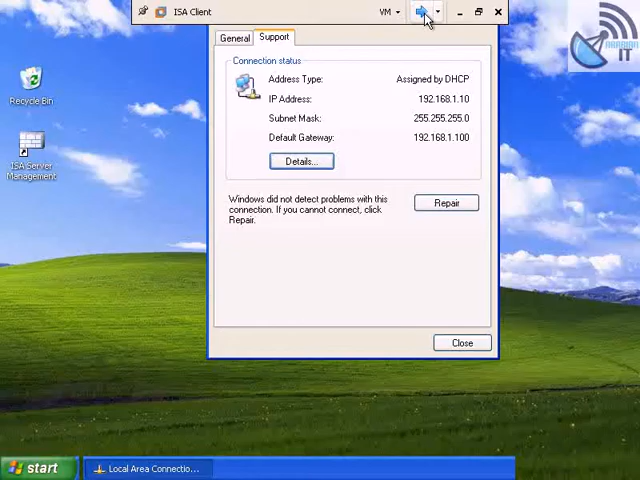 ISA Client
VM
General
Support
Connection status
Address Type:
Assigned by DHCP
IP Address:
192.168.1.10
Subnet Mask:
255.255.255.0
Default Gateway:
192.168.1.100
Details...
Windows did not detect problems with this
connection. If you cannot connect, click
Repair.
Repair
Close
Recycle Bin
ISA Server
Management
IT
start
Local Area Connectio...